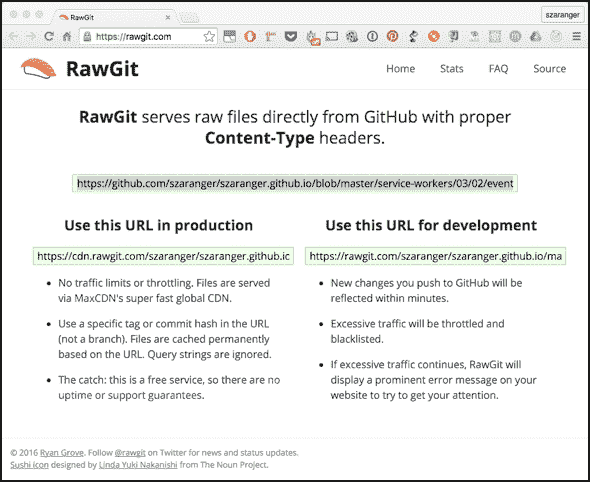 RawGit
szaranger
https://rawgit.com
RawGit
Home Stats FAQ Source
RawGit serves raw files directly from GitHub with proper
Content-Type headers.
https://github.com/szaranger/szaranger.github.io/blob/master/service-workers/03/02/event
Use this URL in production
https://cdn.rawgit.com/szaranger/szaranger.github.ic
No traffic limits or throttling. Files are served
via MaxCDN's super fast global CDN.
Use a specific tag or commit hash in the URL
(not a branch). Files are cached permanently
based on the URL. Query strings are ignored.
The catch: this is a free service, so there are no
uptime or support guarantees.
Use this URL for development
https://rawgit.com/szaranger/szaranger.github.io/ma
New changes you push to GitHub will be
reflected within minutes.
Excessive traffic will be throttled and
blacklisted.
If excessive traffic continues, RawGit will
display a prominent error message on your
website to try to get your attention.
© 2016 Ryan Grove. Follow @rawgit on Twitter for news and status updates.
Sushi icon designed by Linda Yuki Nakanishi from The Noun Project.